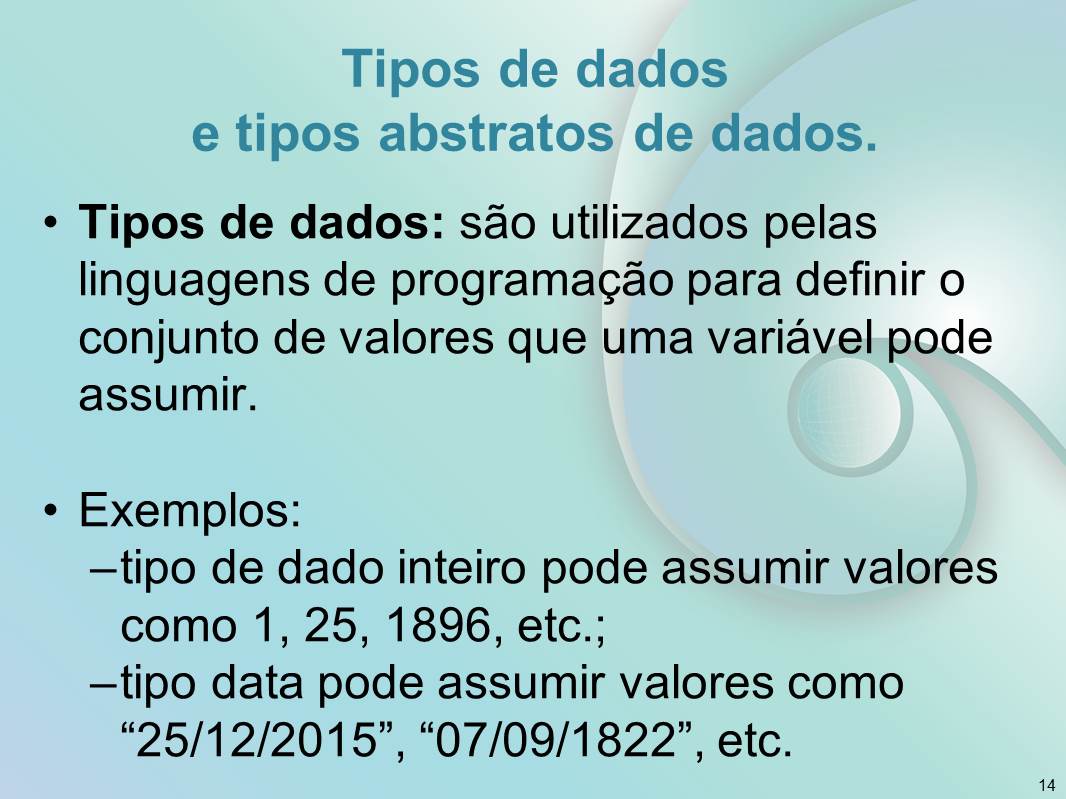 Tipos de dados
e tipos abstratos de dados.
• Tipos de dados: são utilizados pelas
linguagens de programação para definir o
conjunto de valores que uma variável pode
assumir.
• Exemplos:
–tipo de dado inteiro pode assumir valores
como 1, 25, 1896, etc.;
–tipo data pode assumir valores como
“25/12/2015”, “07/09/1822”, etc.
14